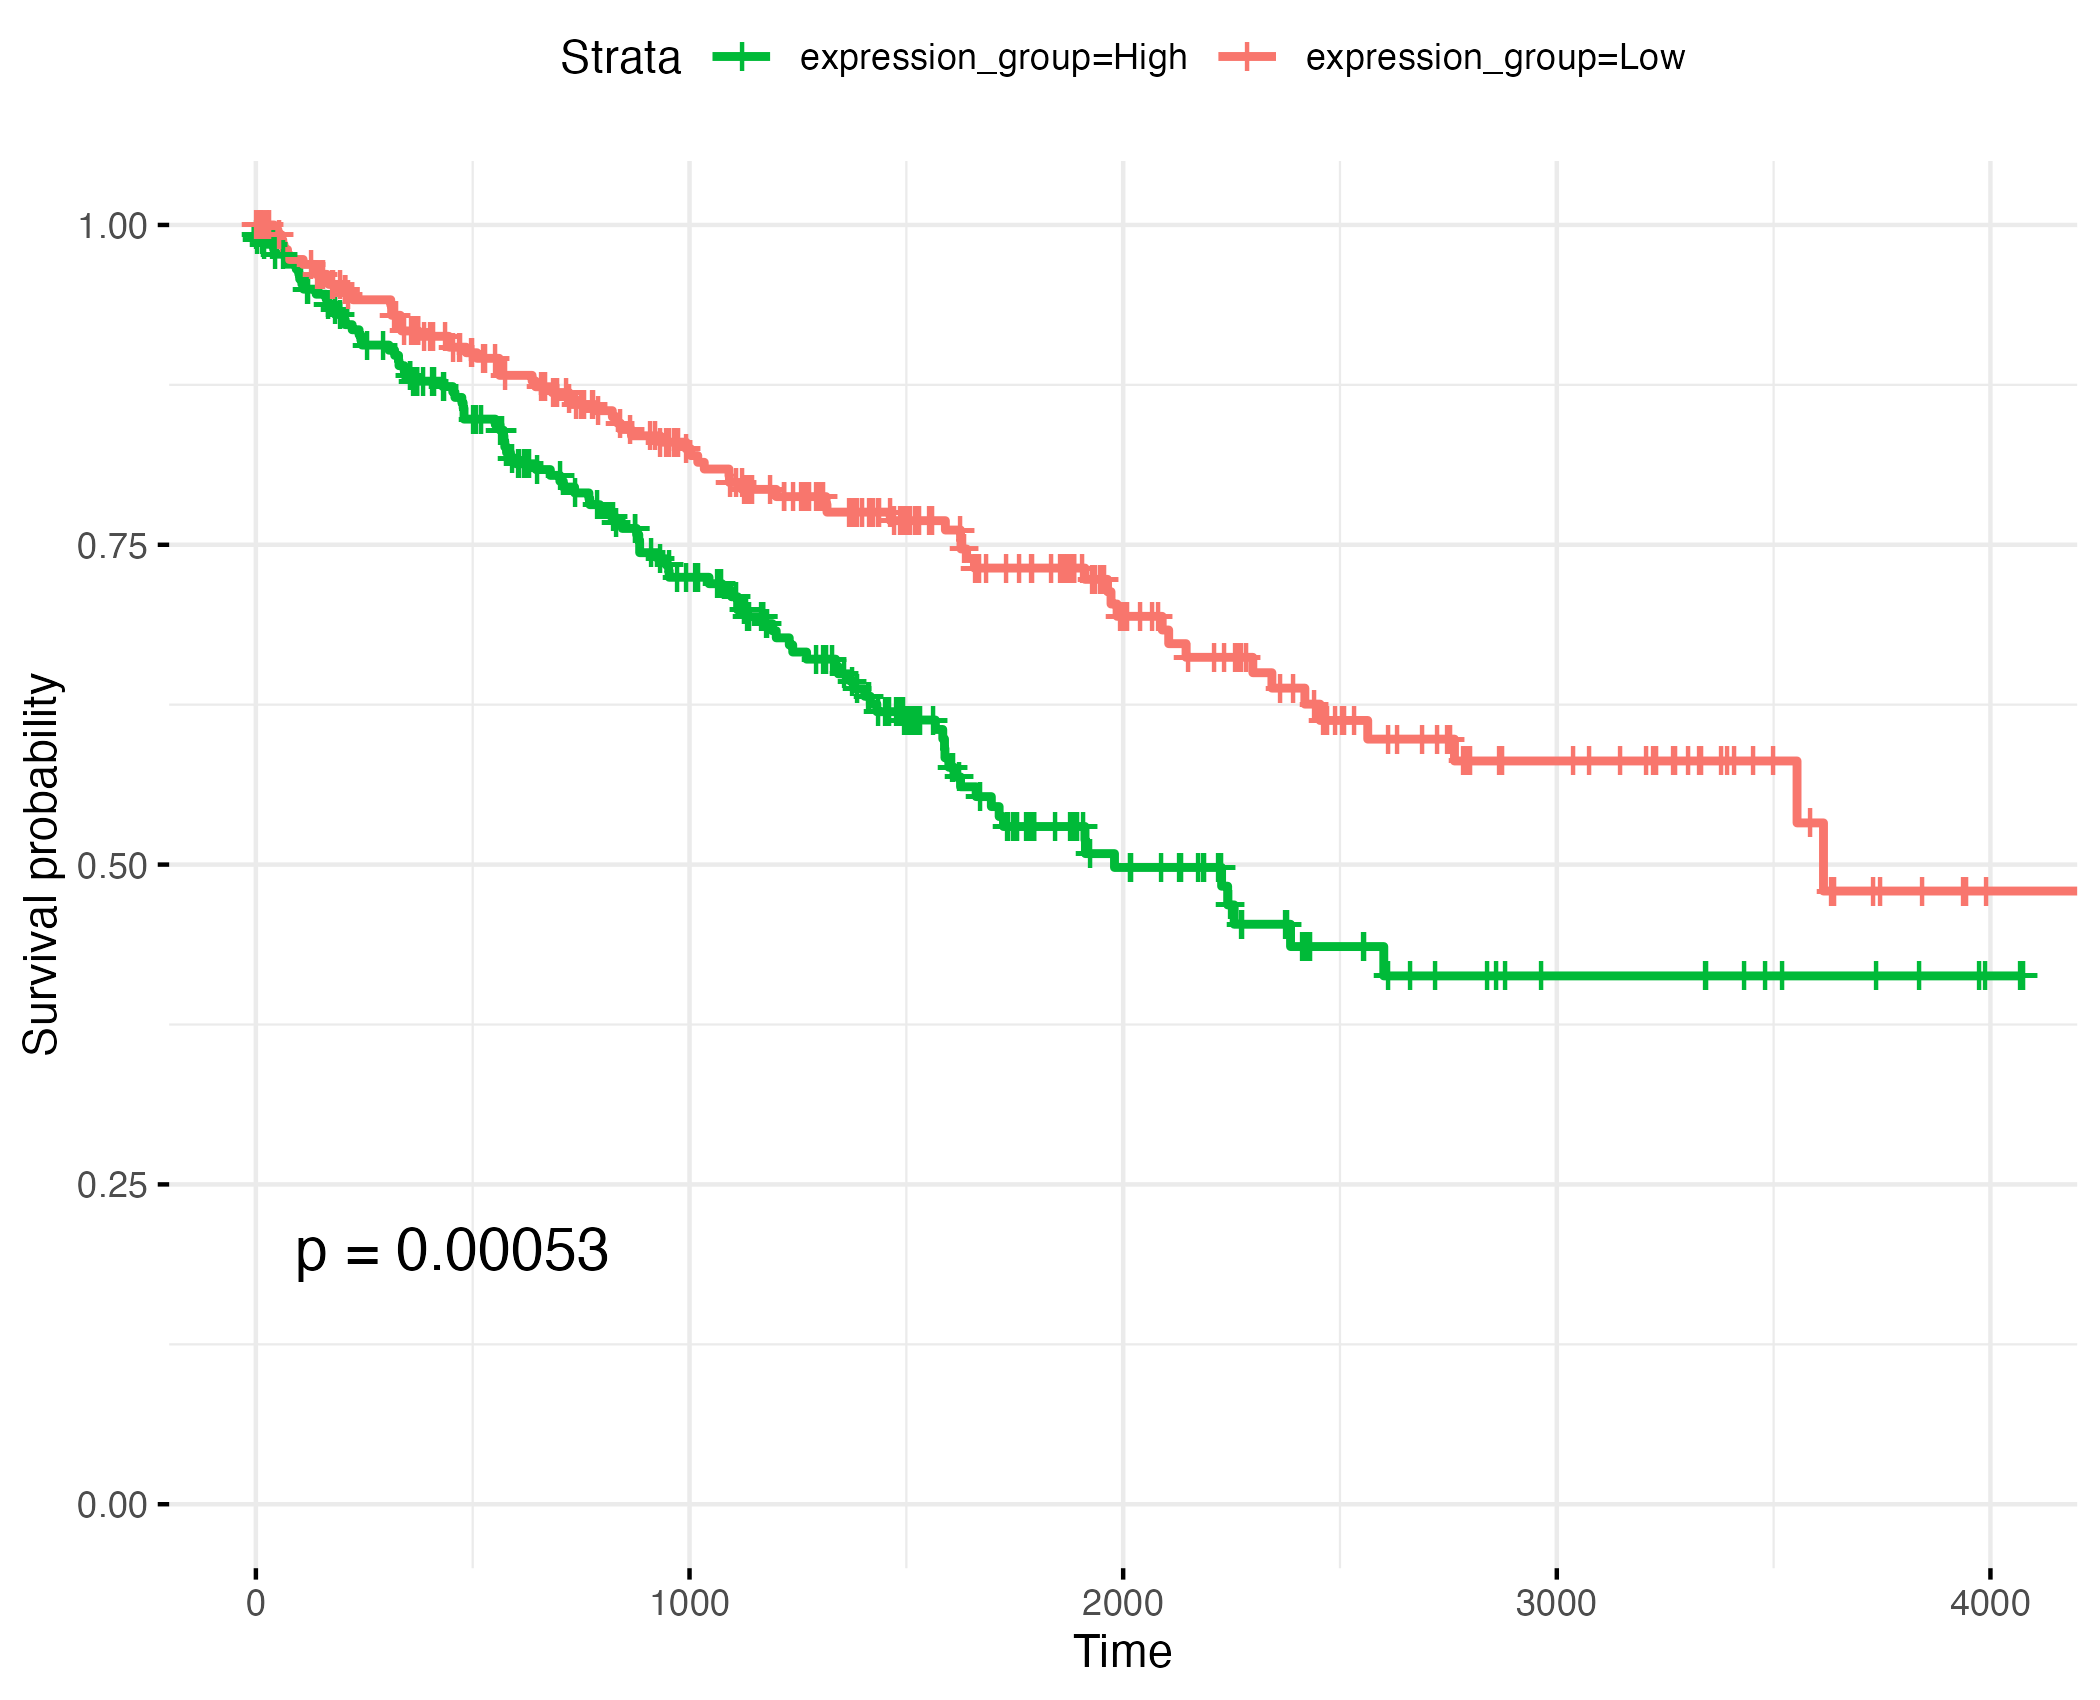 Strata expression_group=High expression_group=Low
1.00
0.75
0.50
0.25
0.00
Survival probability
p = 0.00053
0 1000 2000 3000 4000
Time